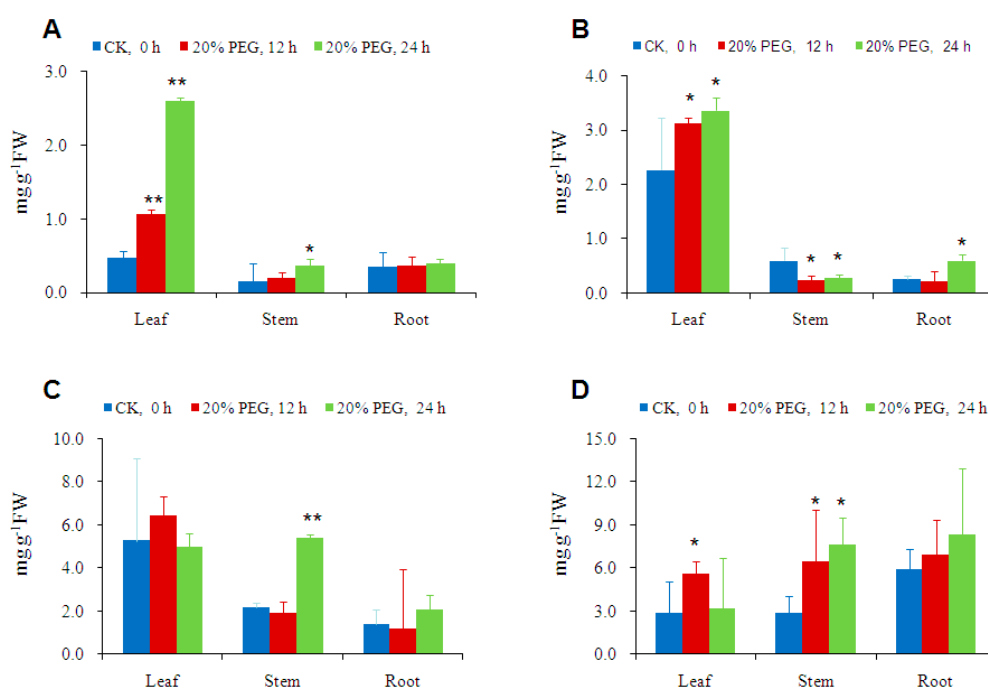 A
CK, 0 h 20% PEG, 12 h 20% PEG, 24 h
mgg-1FW
3.0
2.0
1.0
0.0
**
**
*
Leaf Stem Root
B
CK, 0 h 20% PEG, 12 h 20% PEG, 24 h
mgg-1FW
4.0
3.0
2.0
1.0
0.0
* *
* *
*
Leaf Stem Root
C
CK, 0 h 20% PEG, 12 h 20% PEG, 24 h
mgg-1FW
10.0
8.0
6.0
4.0
2.0
0.0
**
Leaf Stem Root
D
CK, 0 h 20% PEG, 12 h 20% PEG, 24 h
mgg-1FW
15.0
12.0
9.0
6.0
3.0
0.0
*
* *
Leaf Stem Root